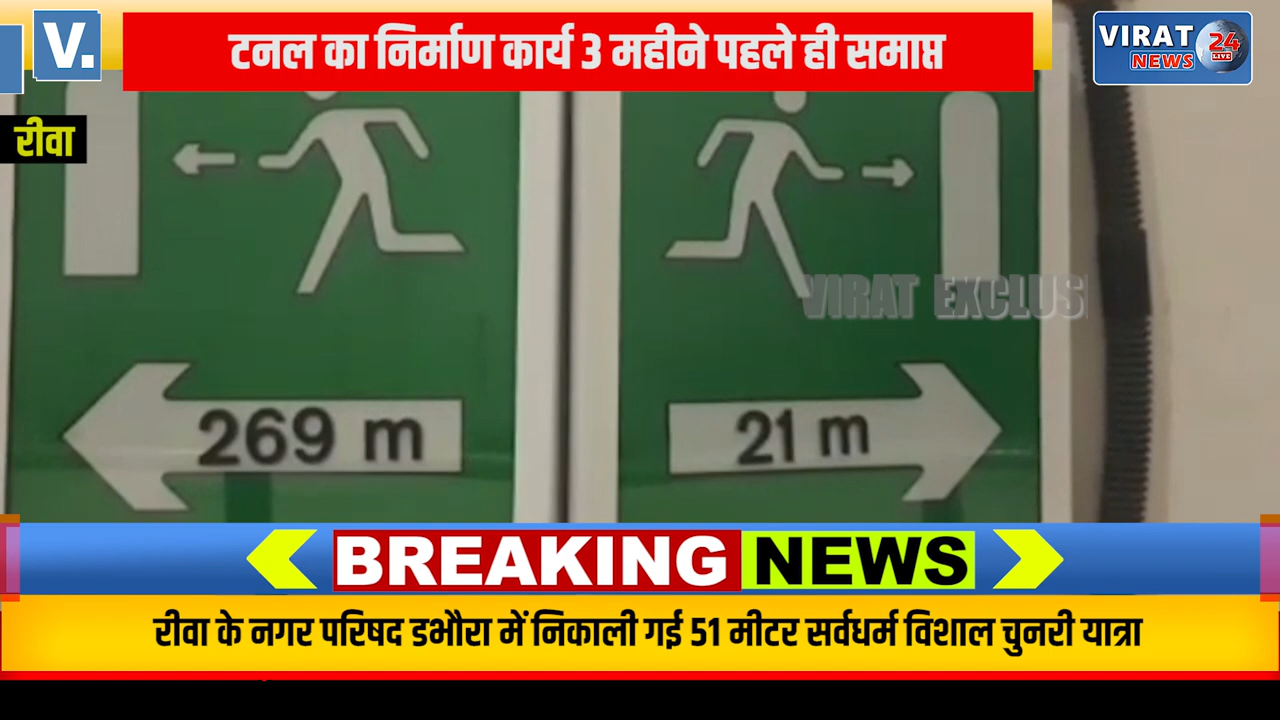 V.
टनल का निर्माण कार्य 3 महीने पहले ही समाप्त
VIRAT
NEWS
24
LIVE
रीवा
VIRAT EXCLUS
269 m
21 m
BREAKING NEWS
रीवा के नगर परिषद डभौरा में निकाली गई 51 मीटर सर्वधर्म विशाल चुनरी यात्रा